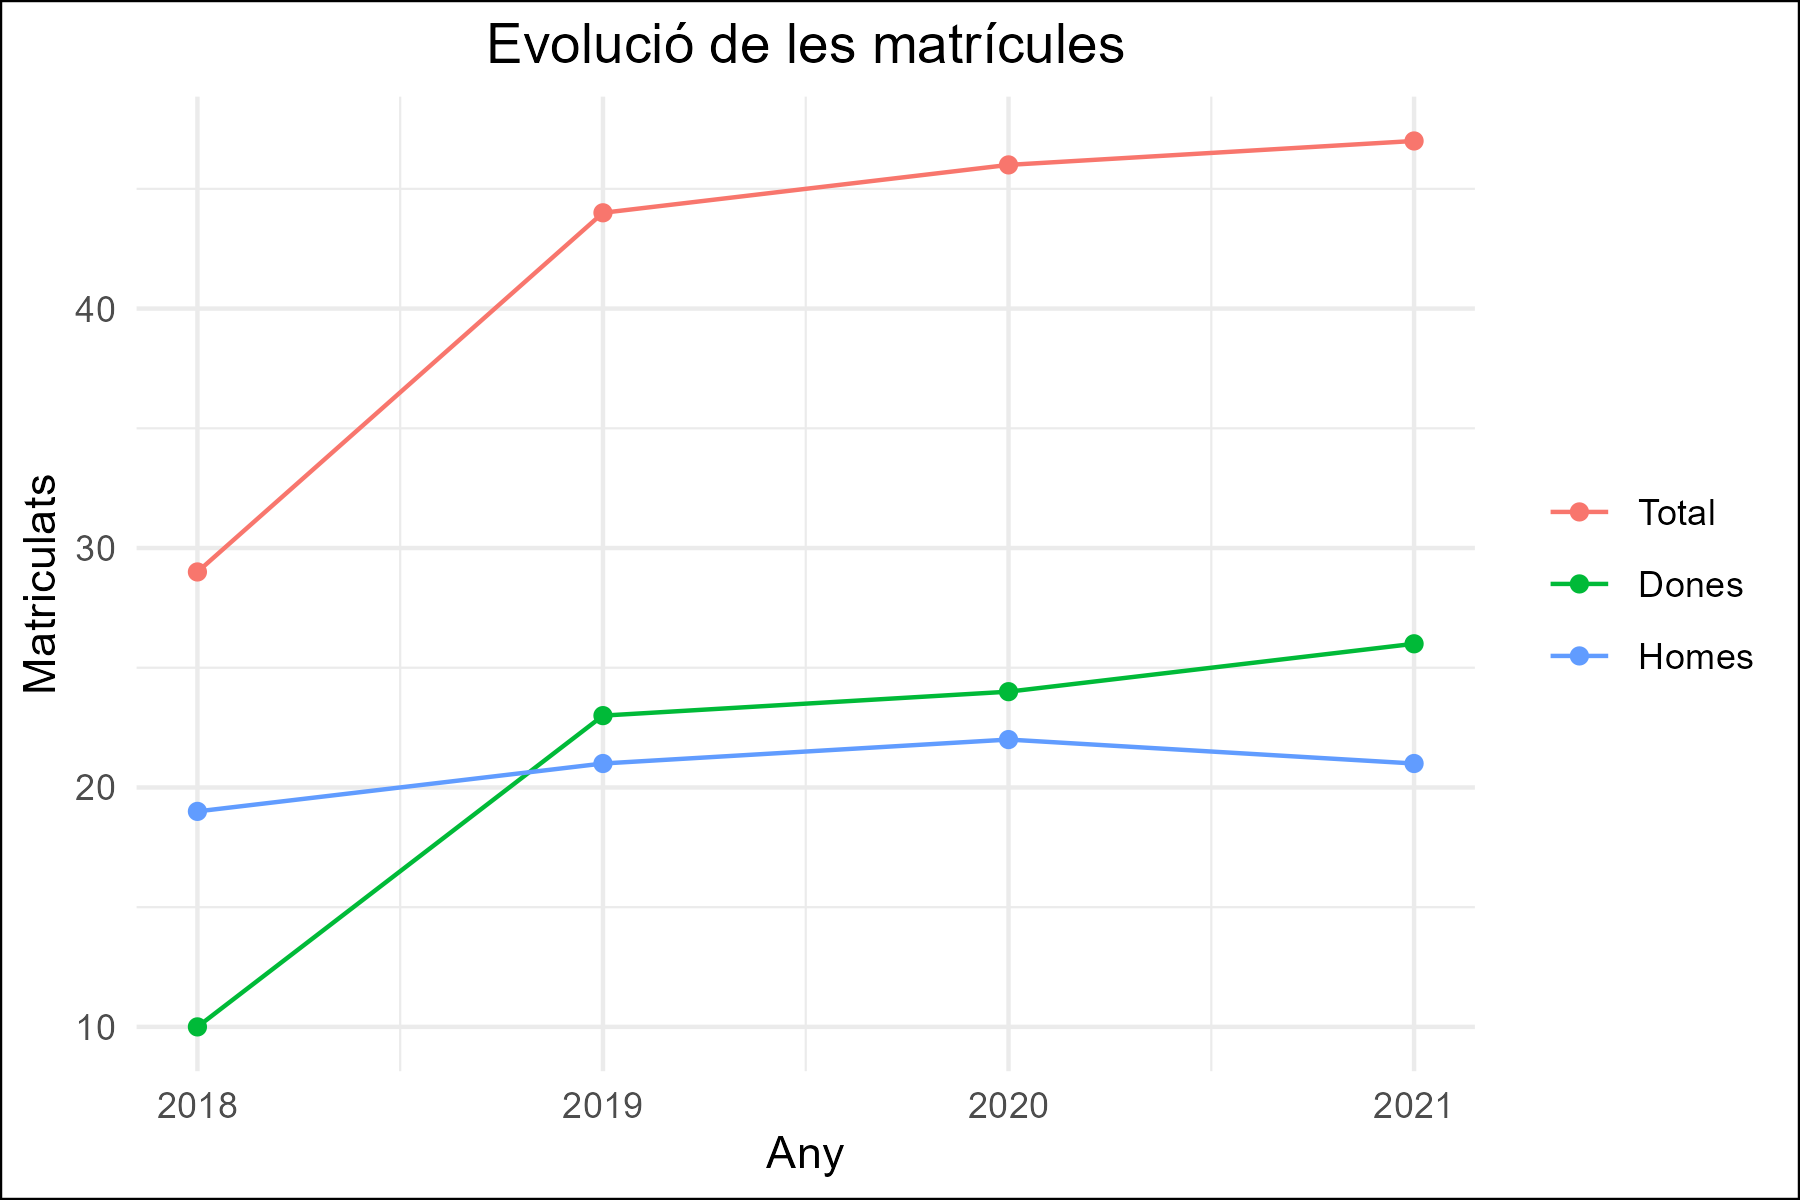 Evolució de les matrícules
Matriculats
40
30
20
10
2018
2019
2020
2021
Any
Total
Dones
Homes